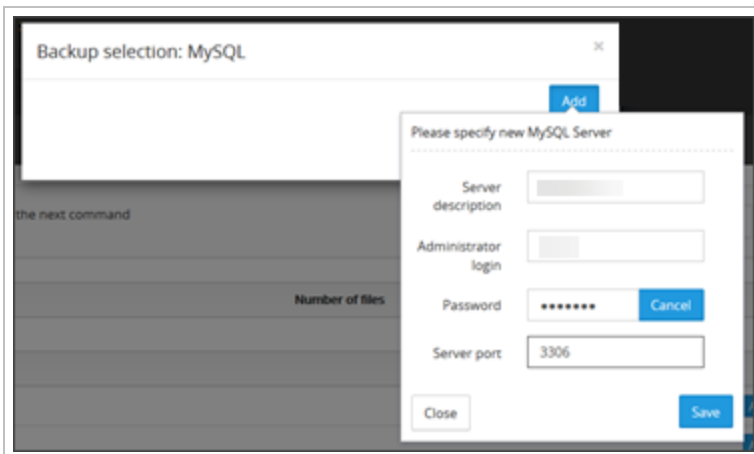 Backup selection: MySQL
×
Add
Please specify new MySQL Server
Server
description
Administrator
login
Password ••••••• Cancel
Server port 3306
Close Save
the next command
Number of files